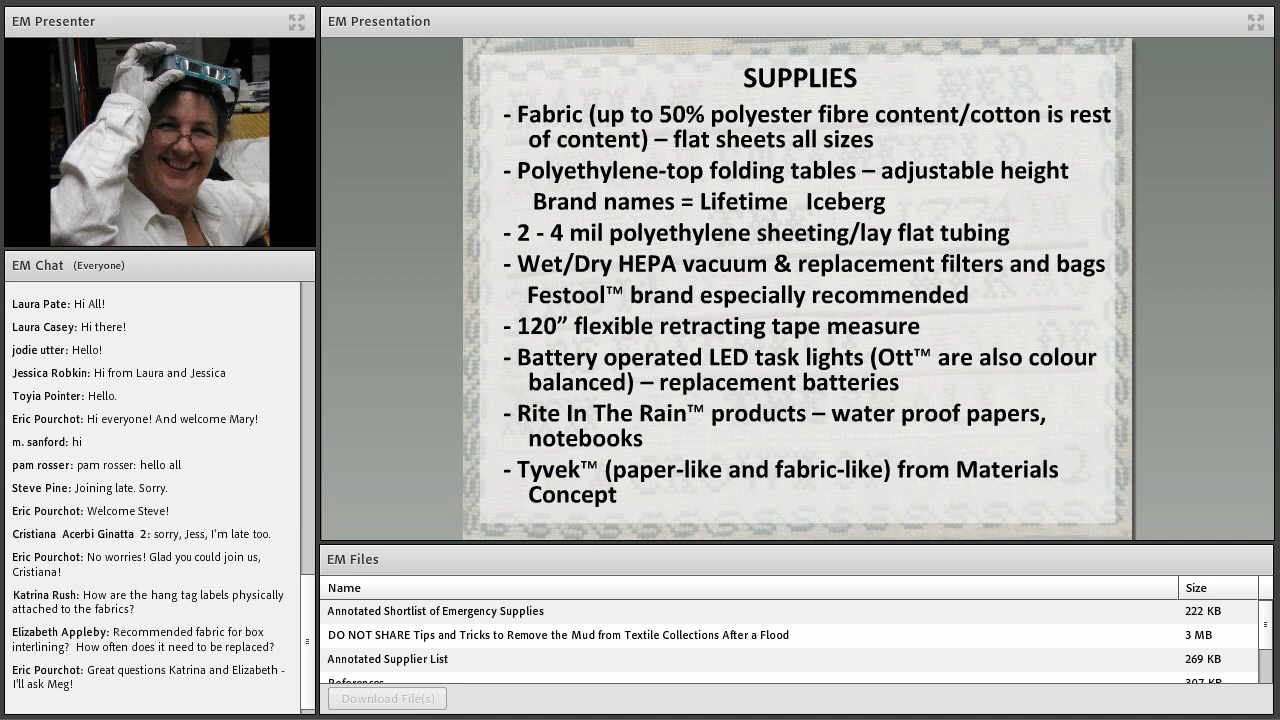 EM Presenter
EM Chat (Everyone)
Laura Pate: Hi All!
Laura Casey: Hi there!
jodie utter: Hello!
Jessica Robkin: Hi from Laura and Jessica
Toyia Pointer: Hello.
Eric Pourchot: Hi everyone! And welcome Mary!
m. sanford: hi
pam rosser: pam rosser: hello all
Steve Pine: Joining late. Sorry.
Eric Pourchot: Welcome Steve!
Cristiana Acerbi Ginatta 2: sorry, Jess, I'm late too.
Eric Pourchot: No worries! Glad you could join us,
Cristiana!
Katrina Rush: How are the hang tag labels physically
attached to the fabrics?
Elizabeth Appleby: Recommended fabric for box
interlining? How often does it need to be replaced?
Eric Pourchot: Great questions Katrina and Elizabeth -
I'll ask Meg!
EM Presentation
SUPPLIES
- Fabric (up to 50% polyester fibre content/cotton is rest
of content) – flat sheets all sizes
- Polyethylene-top folding tables – adjustable height
Brand names = Lifetime Iceberg
- 2 - 4 mil polyethylene sheeting/lay flat tubing
- Wet/Dry HEPA vacuum & replacement filters and bags
Festool™ brand especially recommended
- 120” flexible retracting tape measure
- Battery operated LED task lights (Ott™ are also colour
balanced) – replacement batteries
- Rite In The Rain™ products – water proof papers,
notebooks
- Tyvek™ (paper-like and fabric-like) from Materials
Concept
EM Files
Name Size
Annotated Shortlist of Emergency Supplies 222 KB
DO NOT SHARE Tips and Tricks to Remove the Mud from Textile Collections After a Flood 3 MB
Annotated Supplier List 269 KB
References 307 KB
Download File(s)